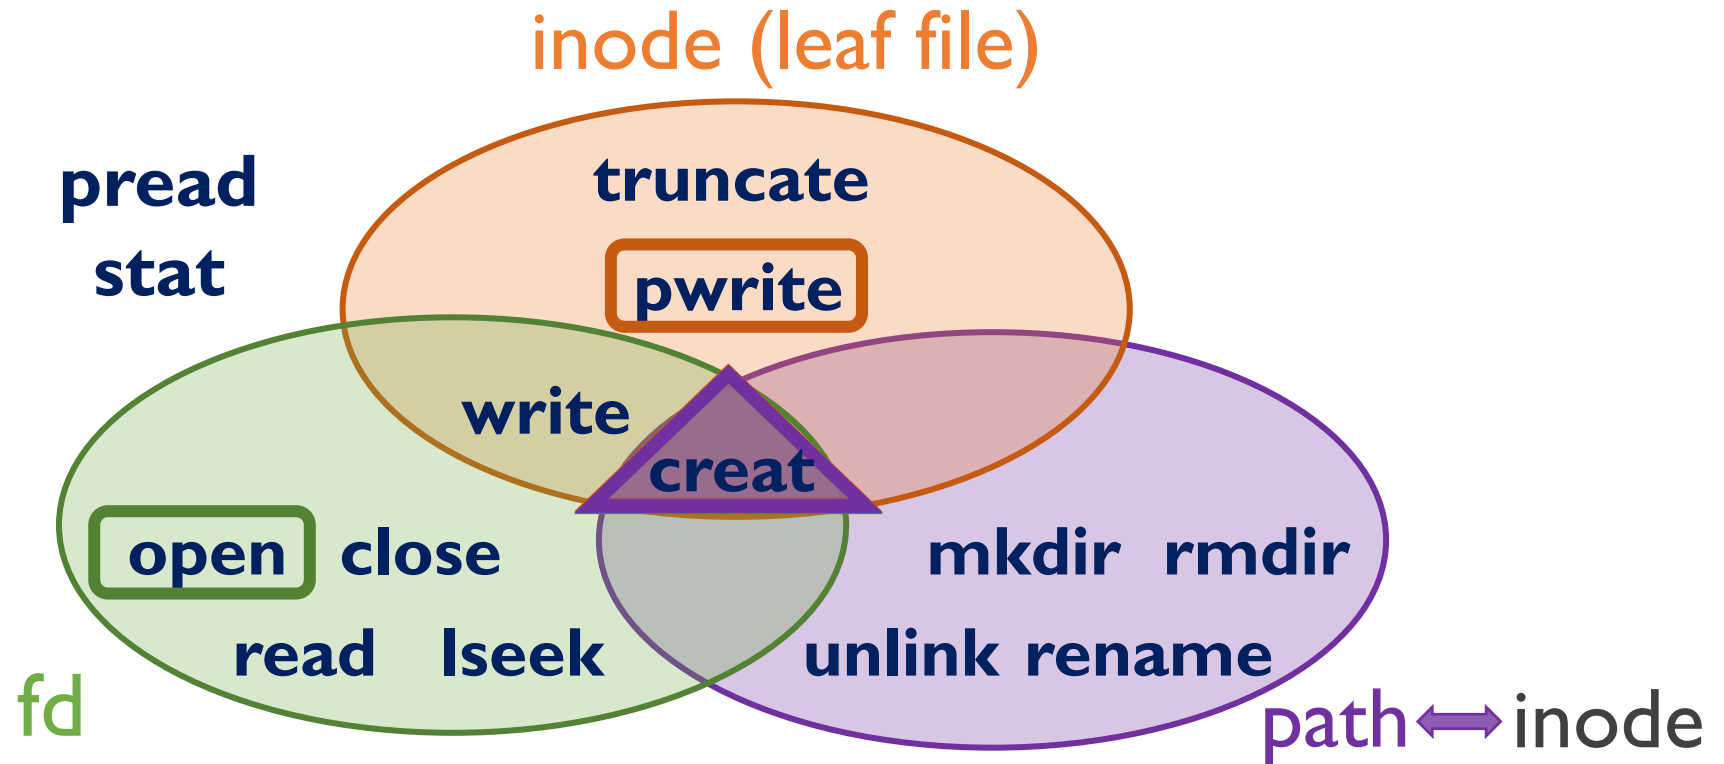 inode (leaf file)
pread
stat
truncate
pwrite
write
creat
open close
read lseek
mkdir rmdir
unlink rename
fd
path inode